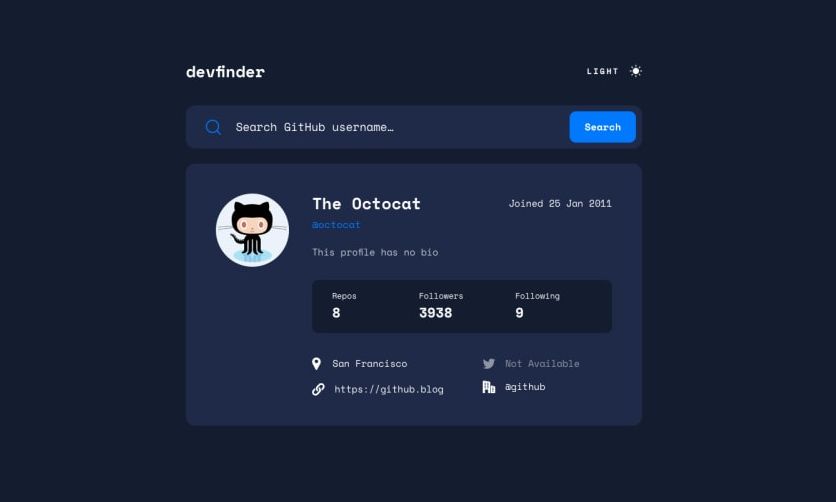 devfinder
LIGHT
Search GitHub username…
Search
The Octocat
Joined 25 Jan 2011
@octocat
This profile has no bio
Repos Followers Following
8 3938 9
San Francisco
Not Available
https://github.blog
@github